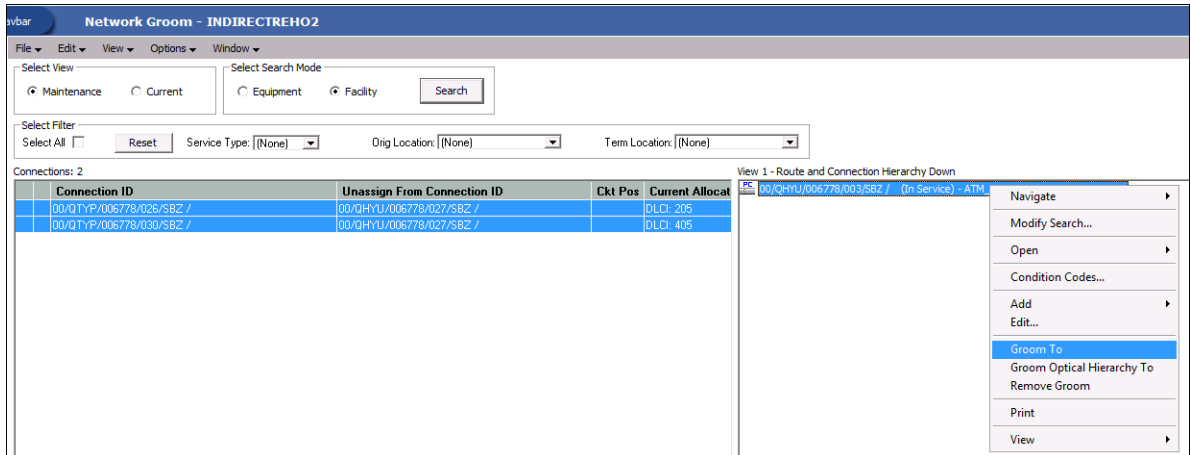 avbar
Network Groom - INDIRECTREHO2
File Edit View Options Window
Select View
Select Search Mode
Maintenance Current
Equipment Facility Search
Select Filter
Select All Reset Service Type: (None) Orig Location: (None) Term Location: (None)
Connections: 2
Connection ID Unassign From Connection ID Ckt Pos Current Allocat
00/QTYP/006778/026/SBZ / 00/QHYU/006778/027/SBZ / DLCI: 205
00/QTYP/006778/030/SBZ / 00/QHYU/006778/027/SBZ / DLCI: 405
View 1 - Route and Connection Hierarchy Down
PC 00/QHYU/006778/003/SBZ / (In Service) - ATM_
Navigate
Modify Search...
Open
Condition Codes...
Add
Edit...
Groom To
Groom Optical Hierarchy To
Remove Groom
Print
View